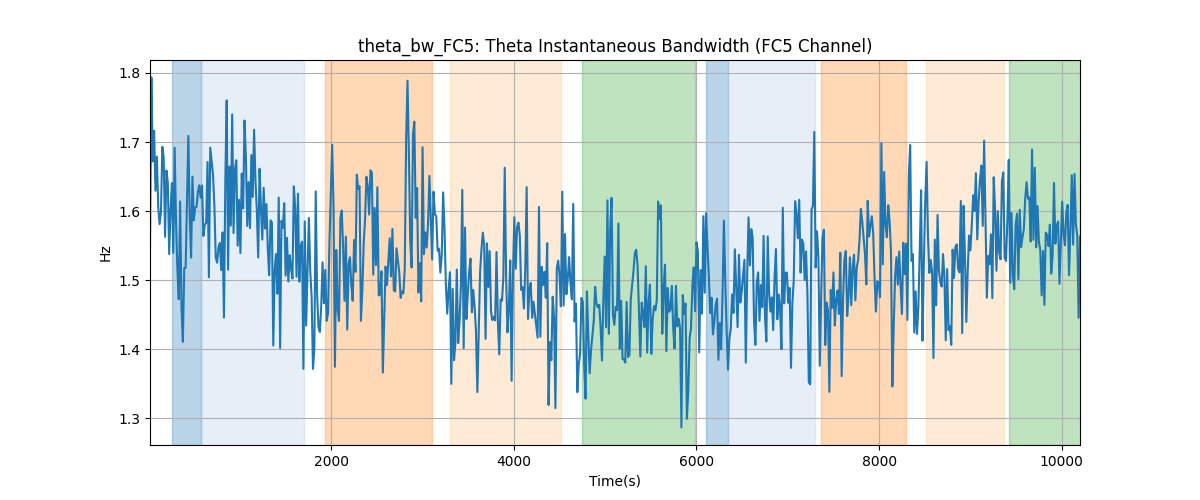 theta_bw_FC5: Theta Instantaneous Bandwidth (FC5 Channel)
1.8
1.7
1.6
1.5
1.4
1.3
Hz
2000 4000 6000 8000 10000
Time(s)